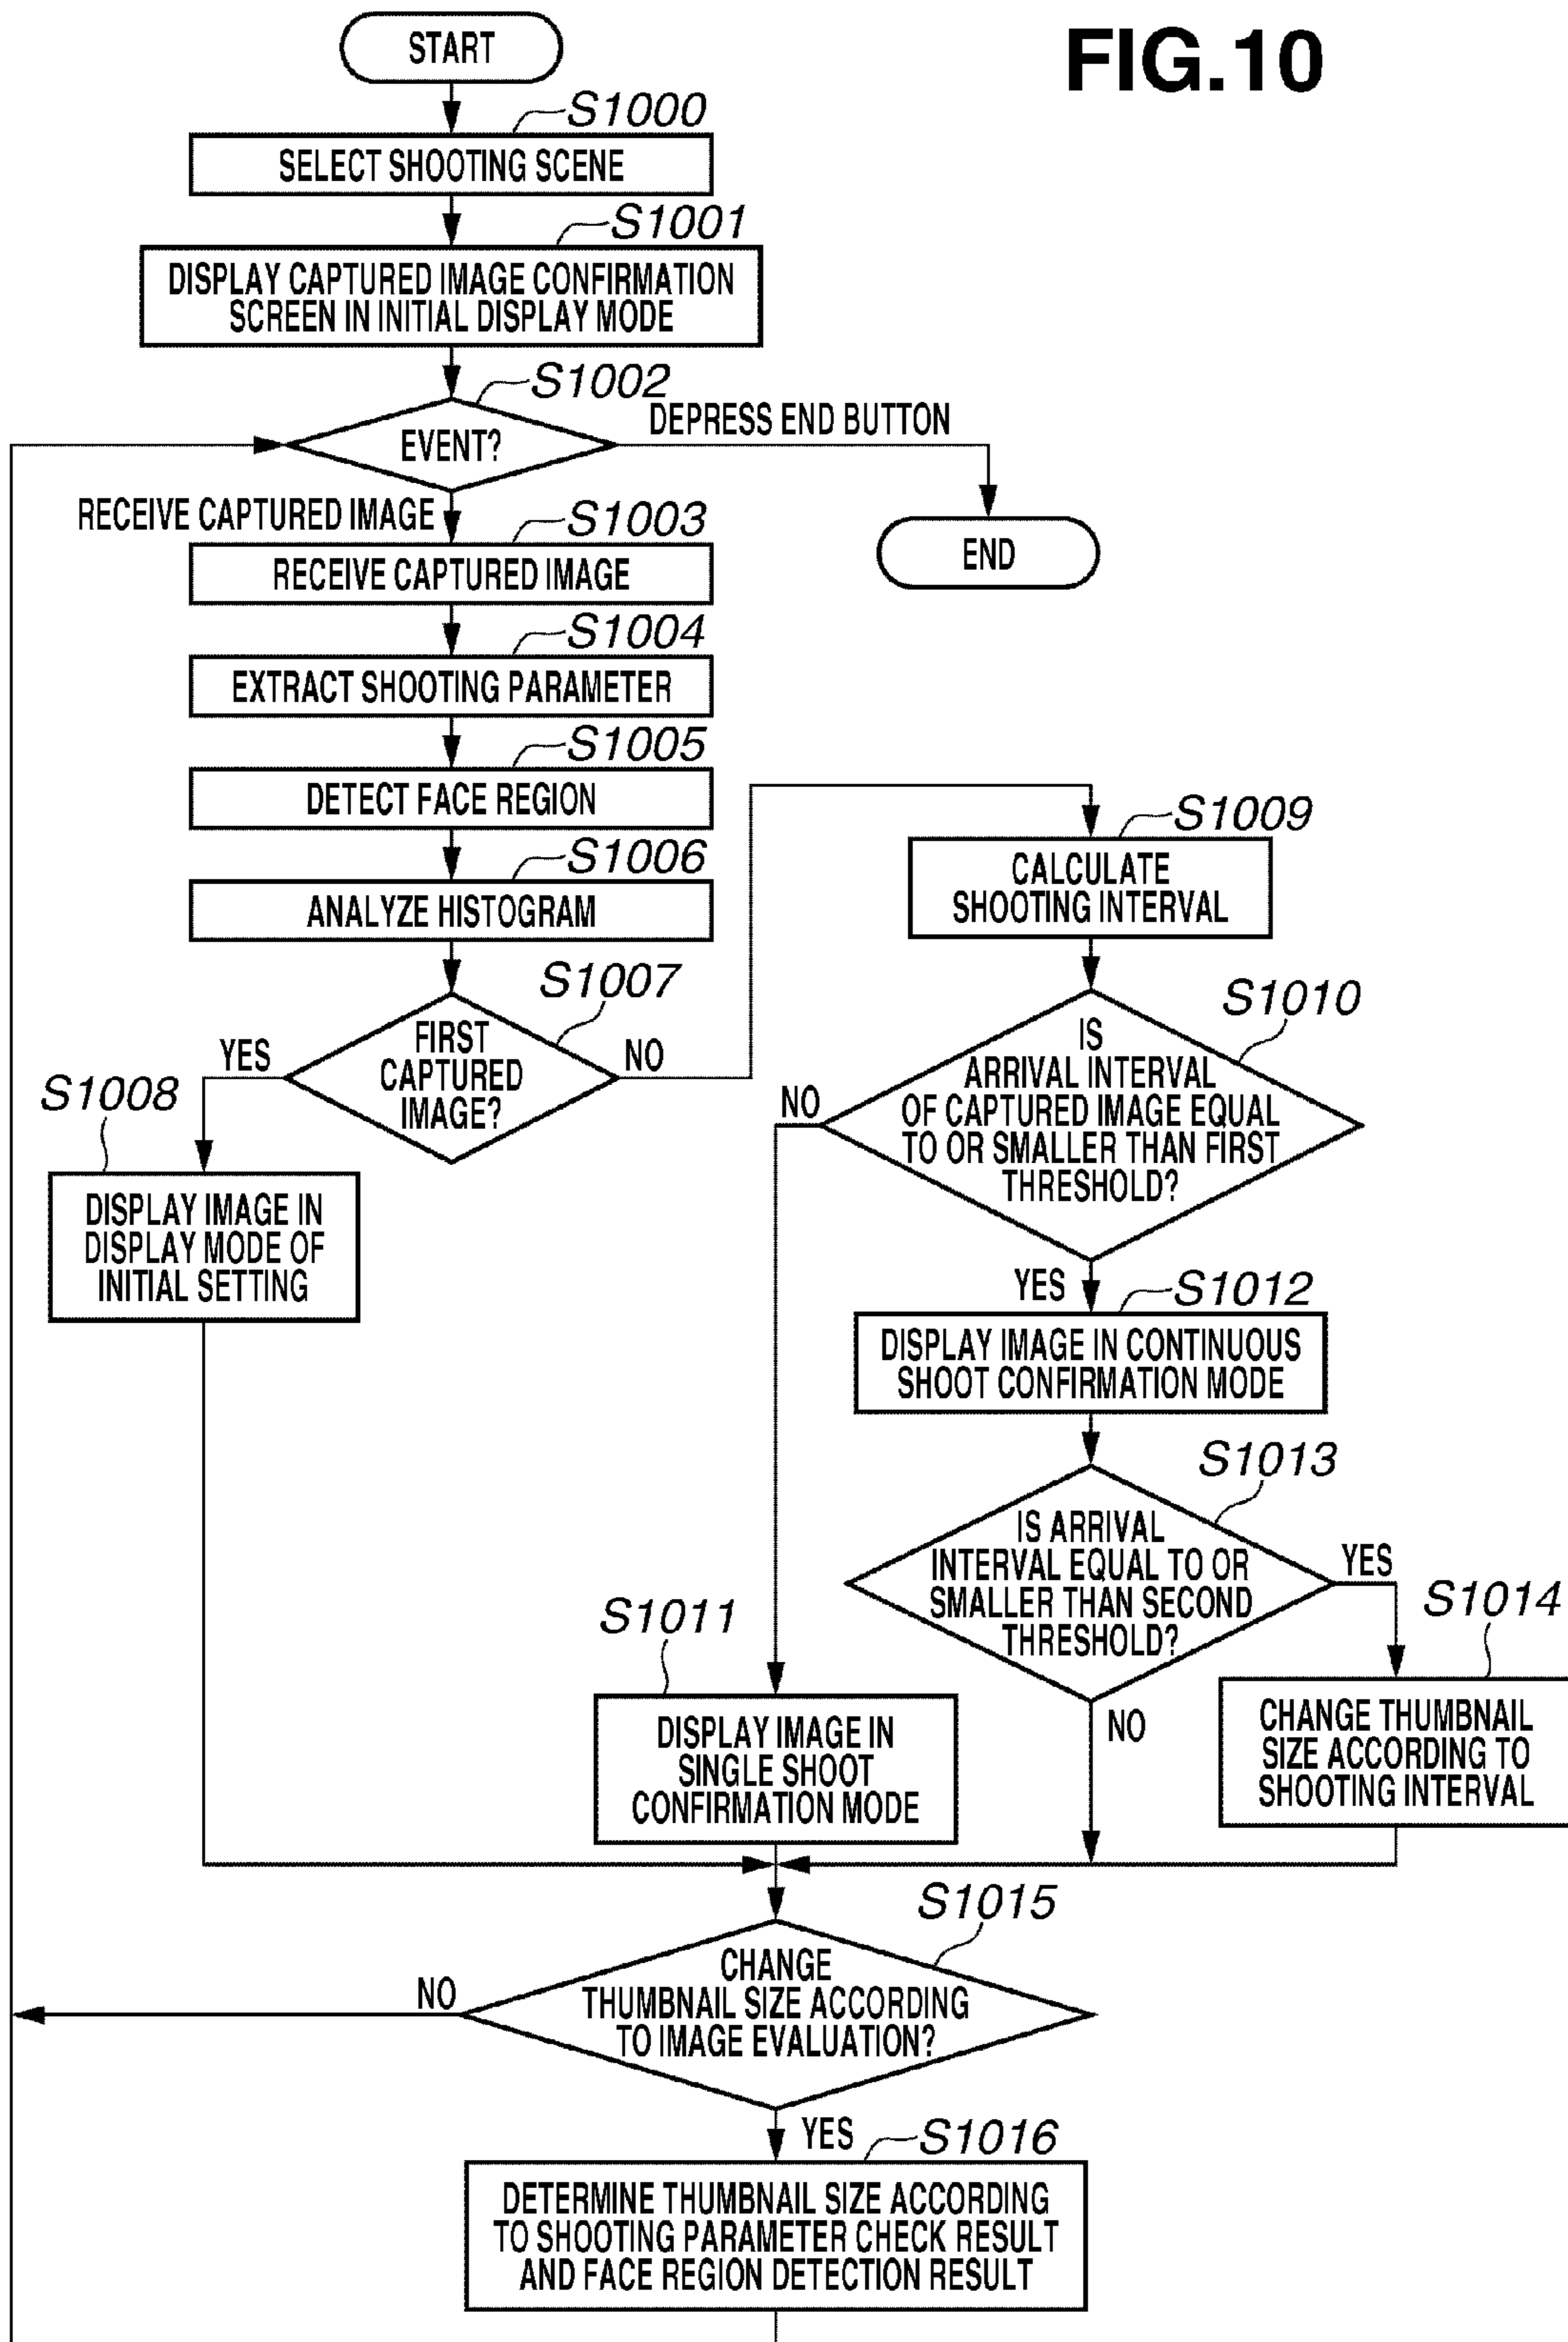 FIG.10
START
S1000
SELECT SHOOTING SCENE
S1001
DISPLAY CAPTURED IMAGE CONFIRMATION
SCREEN IN INITIAL DISPLAY MODE
S1002
EVENT?
DEPRESS END BUTTON
END
RECEIVE CAPTURED IMAGE
S1003
RECEIVE CAPTURED IMAGE
S1004
EXTRACT SHOOTING PARAMETER
S1005
DETECT FACE REGION
S1006
ANALYZE HISTOGRAM
S1007
FIRST
CAPTURED
IMAGE?
YES
NO
S1008
DISPLAY IMAGE IN
DISPLAY MODE OF
INITIAL SETTING
S1009
CALCULATE
SHOOTING INTERVAL
S1010
IS
ARRIVAL INTERVAL
OF CAPTURED IMAGE EQUAL
TO OR SMALLER THAN FIRST
THRESHOLD?
NO
YES
S1012
DISPLAY IMAGE IN CONTINUOUS
SHOOT CONFIRMATION MODE
S1013
IS ARRIVAL
INTERVAL EQUAL TO OR
SMALLER THAN SECOND
THRESHOLD?
YES
NO
S1014
CHANGE THUMBNAIL
SIZE ACCORDING TO
SHOOTING INTERVAL
S1011
DISPLAY IMAGE IN
SINGLE SHOOT
CONFIRMATION MODE
S1015
CHANGE
THUMBNAIL SIZE ACCORDING
TO IMAGE EVALUATION?
NO
YES
S1016
DETERMINE THUMBNAIL SIZE ACCORDING
TO SHOOTING PARAMETER CHECK RESULT
AND FACE REGION DETECTION RESULT